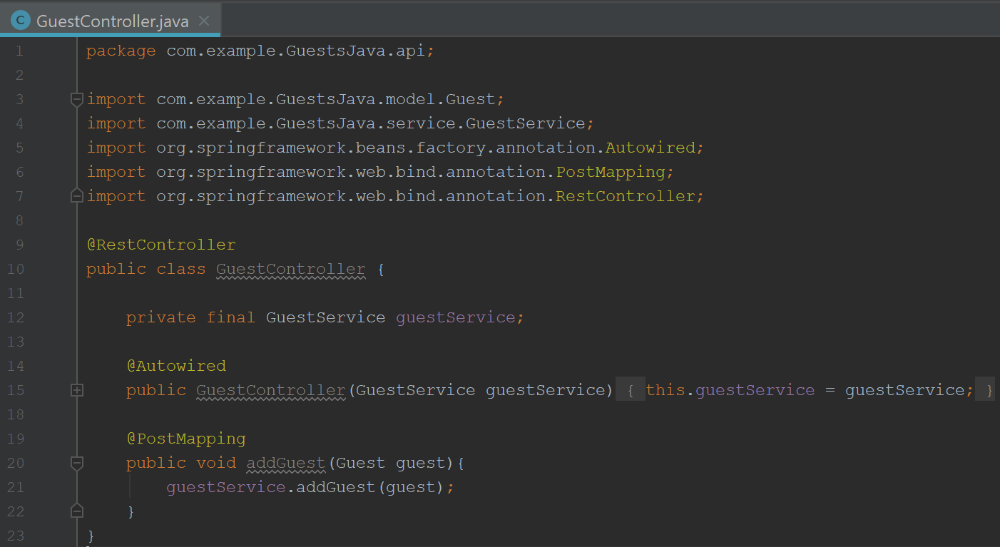 C GuestController.java ×
1 package com.example.GuestsJava.api;
2
3 import com.example.GuestsJava.model.Guest;
4 import com.example.GuestsJava.service.GuestService;
5 import org.springframework.beans.factory.annotation.Autowired;
6 import org.springframework.web.bind.annotation.PostMapping;
7 import org.springframework.web.bind.annotation.RestController;
8
9 @RestController
10 public class GuestController {
11
12     private final GuestService guestService;
13
14     @Autowired
15     public GuestController(GuestService guestService) { this.guestService = guestService; }
18
19     @PostMapping
20     public void addGuest(Guest guest){
21         guestService.addGuest(guest);
22     }
23 }